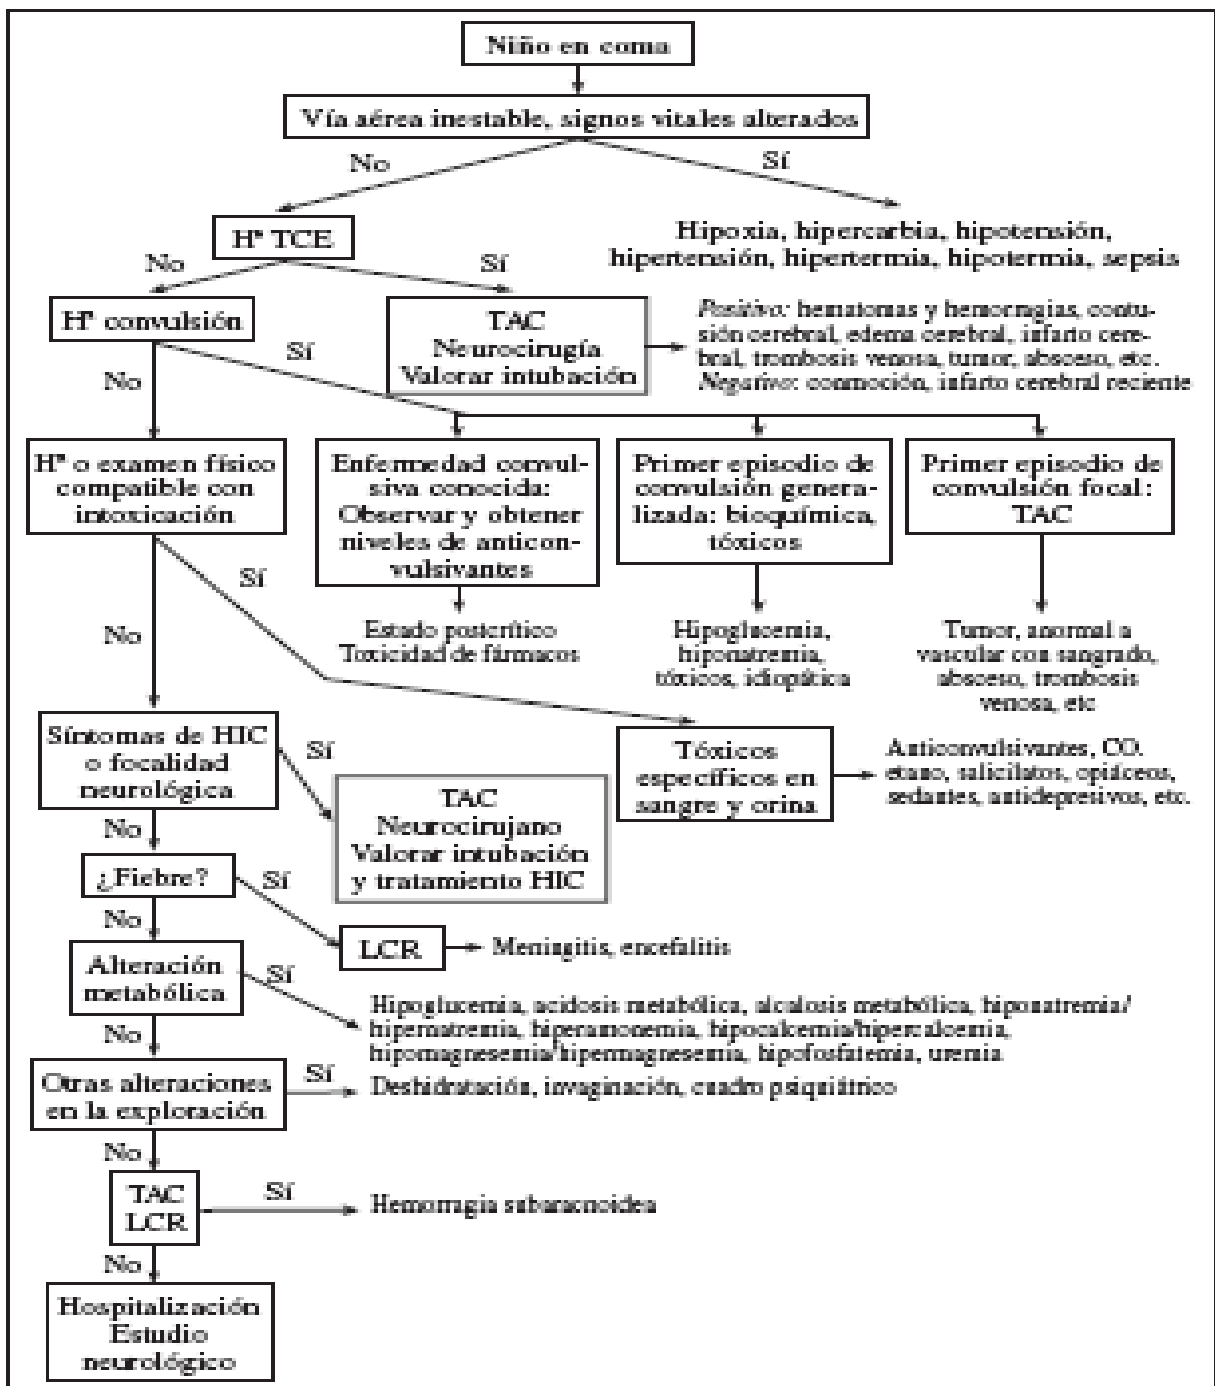 Niño en coma
Vía aérea inestable, signos vitales alterados
No
Sí
Hª TCE
Hipoxia, hipercarbia, hipotensión,
hipertensión, hipertermia, hipotermia, sepsis
No
Sí
Hª convulsión
TAC
Neurocirugía
Valorar intubación
Positivo: hematomas y hemorragias, contu-
sión cerebral, edema cerebral, infarto cere-
bral, trombosis venosa, tumor, absceso, etc.
Negativo: conmoción, infarto cerebral reciente
No
Sí
Hª o examen físico
compatible con
intoxicación
Enfermedad convul-
siva conocida:
Observar y obtener
niveles de anticon-
vulsivantes
Primer episodio de
convulsión genera-
lizada: bioquímica,
tóxicos
Primer episodio de
convulsión focal:
TAC
No
Sí
Estado postcrítico
Toxicidad de fármacos
Hipoglucemia,
hiponatremia,
tóxicos, idiopática
Tumor, anormal a
vascular con sangrado,
absceso, trombosis
venosa, etc
Síntomas de HIC
o focalidad
neurológica
Sí
Tóxicos
específicos en
sangre y orina
Anticonvulsivantes, CO.
etano, salicilatos, opiáceos,
sedantes, antidepresivos, etc.
TAC
Neurocirujano
Valorar intubación
y tratamiento HIC
No
¿Fiebre?
Sí
No
LCR
Meningitis, encefalitis
Alteración
metabólica
Sí
Hipoglucemia, acidosis metabólica, alcalosis metabólica, hiponatremia/
hipernatremia, hiperamonemia, hipocalcemia/hipercalcemia,
hipomagnesemia/hipermagnesemia, hipofosfatemia, uremia
No
Otras alteraciones
en la exploración
Sí
Deshidratación, invaginación, cuadro psiquiátrico
No
TAC
LCR
Sí
Hemorragia subaracnoidea
No
Hospitalización
Estudio
neurológico